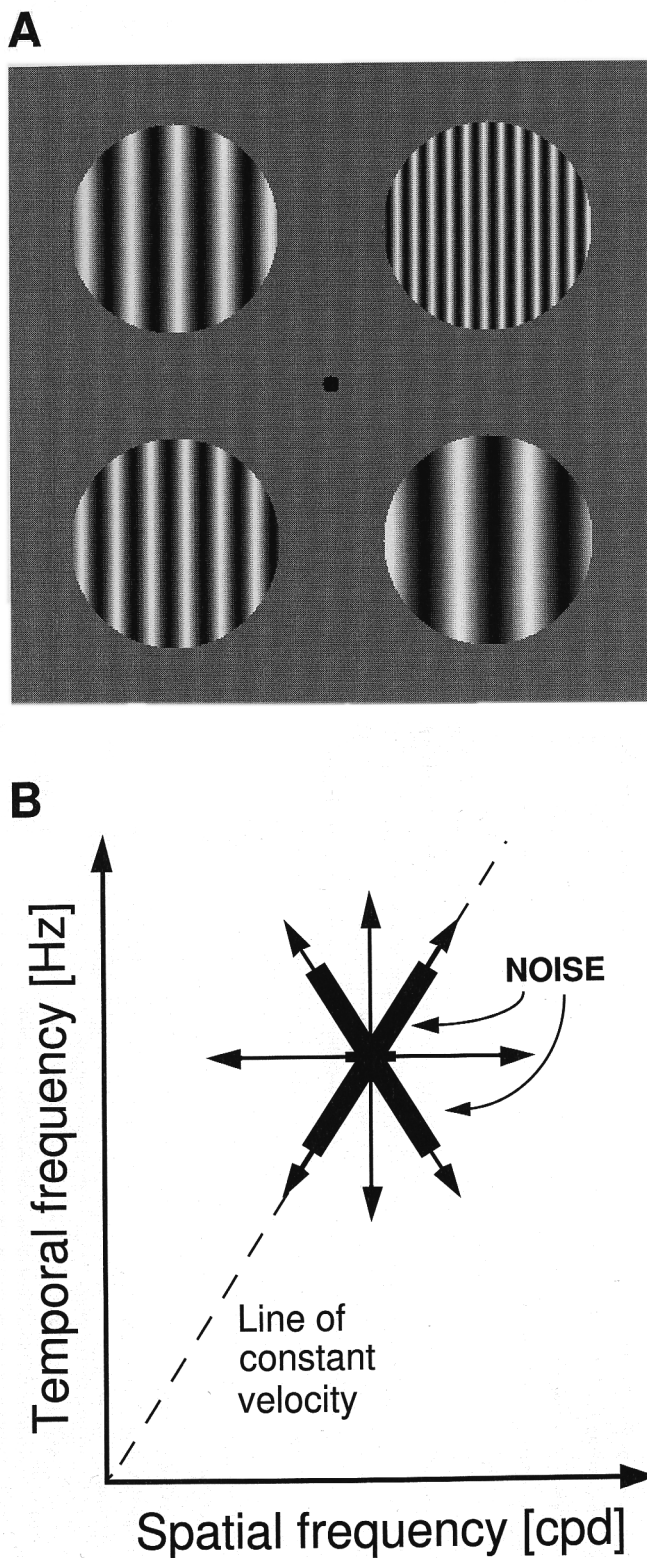 A
B
Temporal frequency [Hz]
NOISE
Line of
constant
velocity
Spatial frequency [cpd]